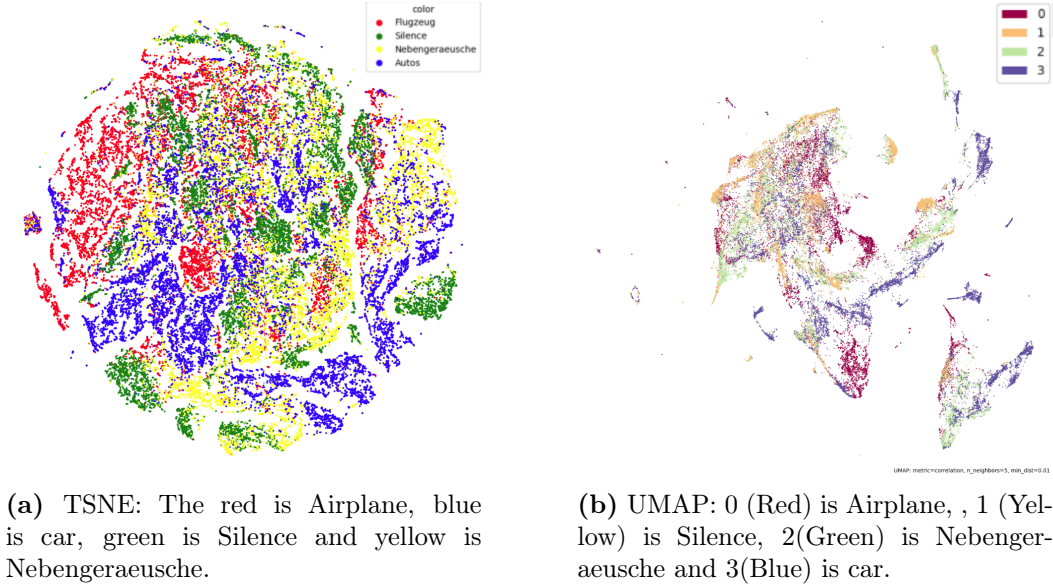 color
Flugzeug
Silence
Nebengeraeusche
Autos
0
1
2
3
UMAP: metric=correlation, n_neighbors=5, min_dist=0.01
(a) TSNE: The red is Airplane, blue
is car, green is Silence and yellow is
Nebengeraeusche.
(b) UMAP: 0 (Red) is Airplane, , 1 (Yel-
low) is Silence, 2(Green) is Nebenger-
aeusche and 3(Blue) is car.